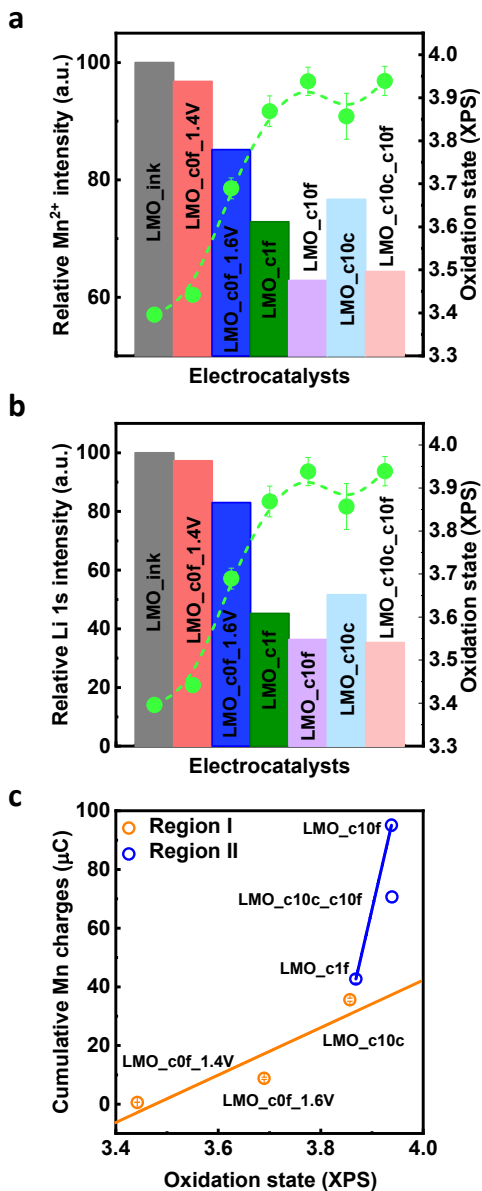 a
Relative Mn²⁺ intensity (a.u.)
100
80
60
LMO_ink
LMO_c0f_1.4V
LMO_c0f_1.6V
LMO_c1f
LMO_c10f
LMO_c10c
LMO_c10c_c10f
4.0
3.9
3.8
3.7
3.6
3.5
3.4
3.3
Oxidation state (XPS)
Electrocatalysts
b
Relative Li 1s intensity (a.u.)
100
80
60
40
20
0
LMO_ink
LMO_c0f_1.4V
LMO_c0f_1.6V
LMO_c1f
LMO_c10f
LMO_c10c
LMO_c10c_c10f
4.0
3.9
3.8
3.7
3.6
3.5
3.4
3.3
Oxidation state (XPS)
Electrocatalysts
c
Cumulative Mn charges (μC)
100
80
60
40
20
0
Region I
Region II
LMO_c10f
LMO_c10c_c10f
LMO_c1f
LMO_c10c
LMO_c0f_1.4V
LMO_c0f_1.6V
3.4
3.6
3.8
4.0
Oxidation state (XPS)